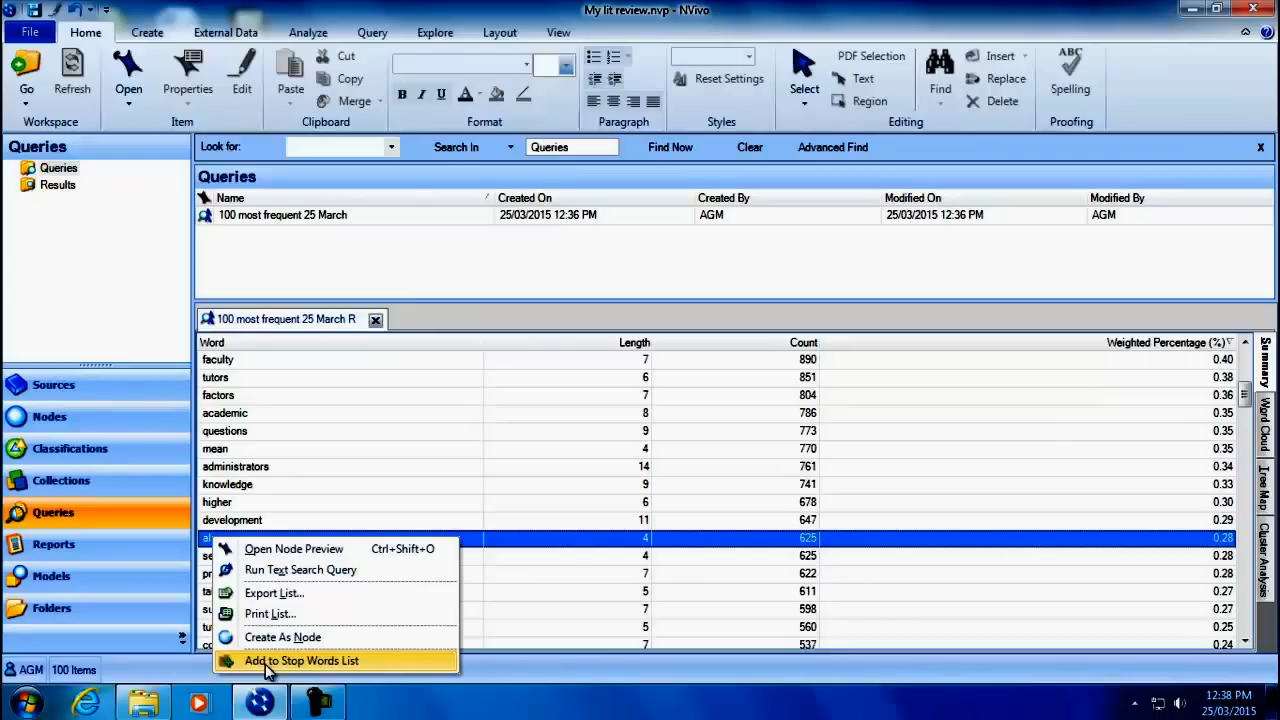 My lit review.nvp - NVivo
File Home Create External Data Analyze Query Explore Layout View
Go Refresh Open Properties Edit Paste Cut Copy Merge
B I U
Reset Settings
Select PDF Selection Text Region Find Insert Replace Delete
ABC Spelling
Workspace Item Clipboard Format Paragraph Styles Editing Proofing
Queries
Queries
Results
Look for: Search In Queries Find Now Clear Advanced Find x
Queries
Name Created On Created By Modified On Modified By
100 most frequent 25 March 25/03/2015 12:36 PM AGM 25/03/2015 12:36 PM AGM
100 most frequent 25 March R
Word Length Count Weighted Percentage (%)
faculty 7 890 0.40
tutors 6 851 0.38
factors 7 804 0.36
academic 8 786 0.35
questions 9 773 0.35
mean 4 770 0.35
administrators 14 761 0.34
knowledge 9 741 0.33
higher 6 678 0.30
development 11 647 0.29
4 625 0.28
4 625 0.28
7 622 0.28
5 611 0.27
7 598 0.27
5 560 0.25
7 537 0.24
Open Node Preview Ctrl+Shift+O
Run Text Search Query
Export List...
Print List...
Create As Node
Add to Stop Words List
Summary
Word Cloud
Tree Map
Cluster Analysis
Sources
Nodes
Classifications
Collections
Queries
Reports
Models
Folders
AGM 100 Items
12:38 PM
25/03/2015